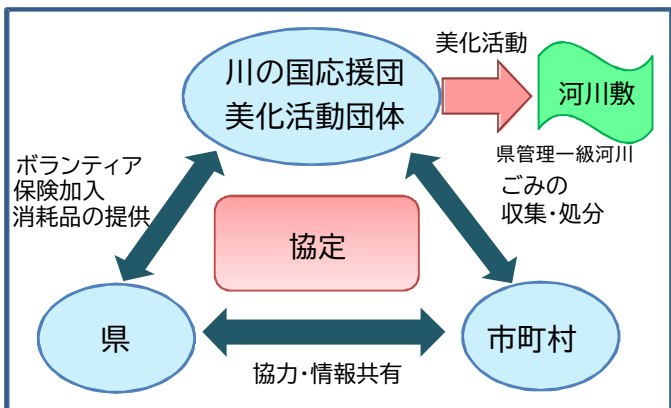 川の国応援団
美化活動団体
美化活動
河川敷
県管理一級河川
ボランティア
保険加入
消耗品の提供
ごみの
収集・処分
協定
県
市町村
協力・情報共有